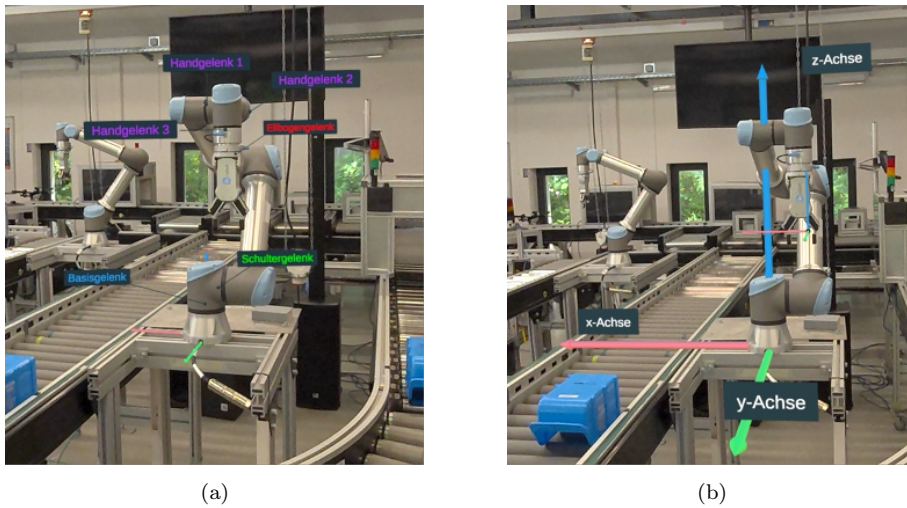 Handgelenk 1
Handgelenk 2
Handgelenk 3
Ellbogengelenk
Schultergelenk
Basisgelenk
z-Achse
x-Achse
y-Achse
(a)
(b)